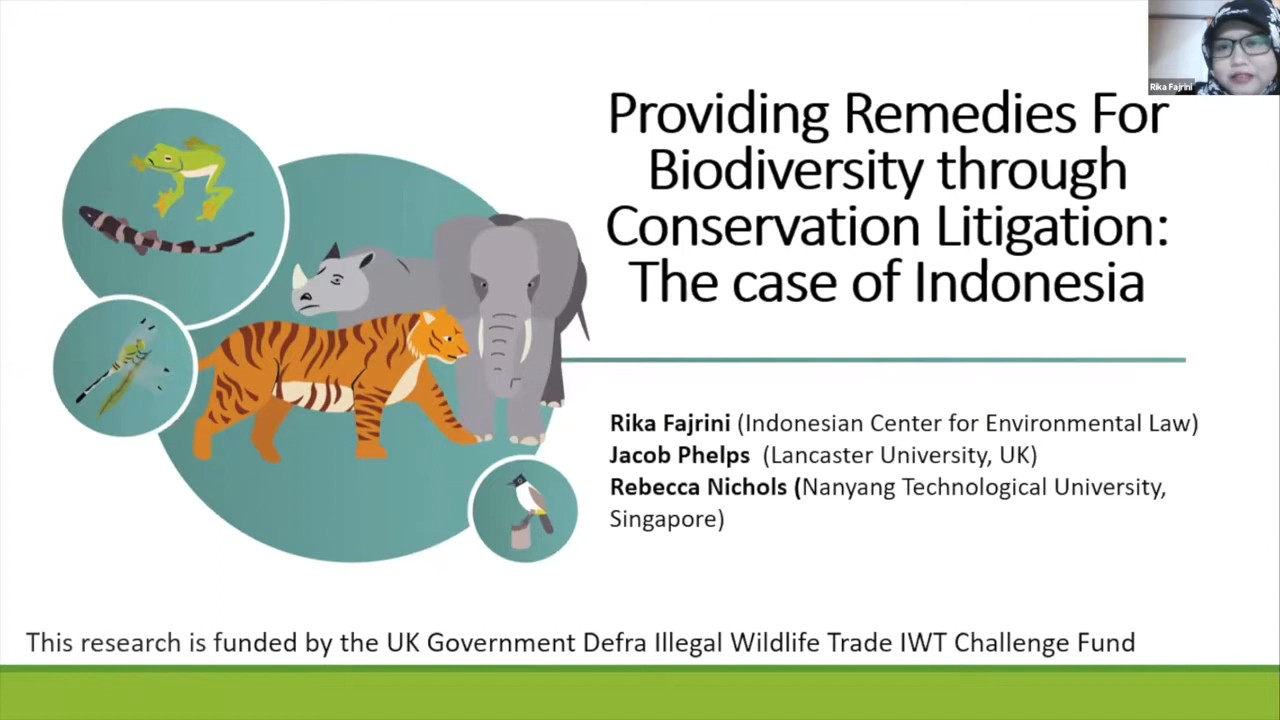 Rika Fajrini
Providing Remedies For
Biodiversity through
Conservation Litigation:
The case of Indonesia
Rika Fajrini (Indonesian Center for Environmental Law)
Jacob Phelps (Lancaster University, UK)
Rebecca Nichols (Nanyang Technological University,
Singapore)
This research is funded by the UK Government Defra Illegal Wildlife Trade IWT Challenge Fund